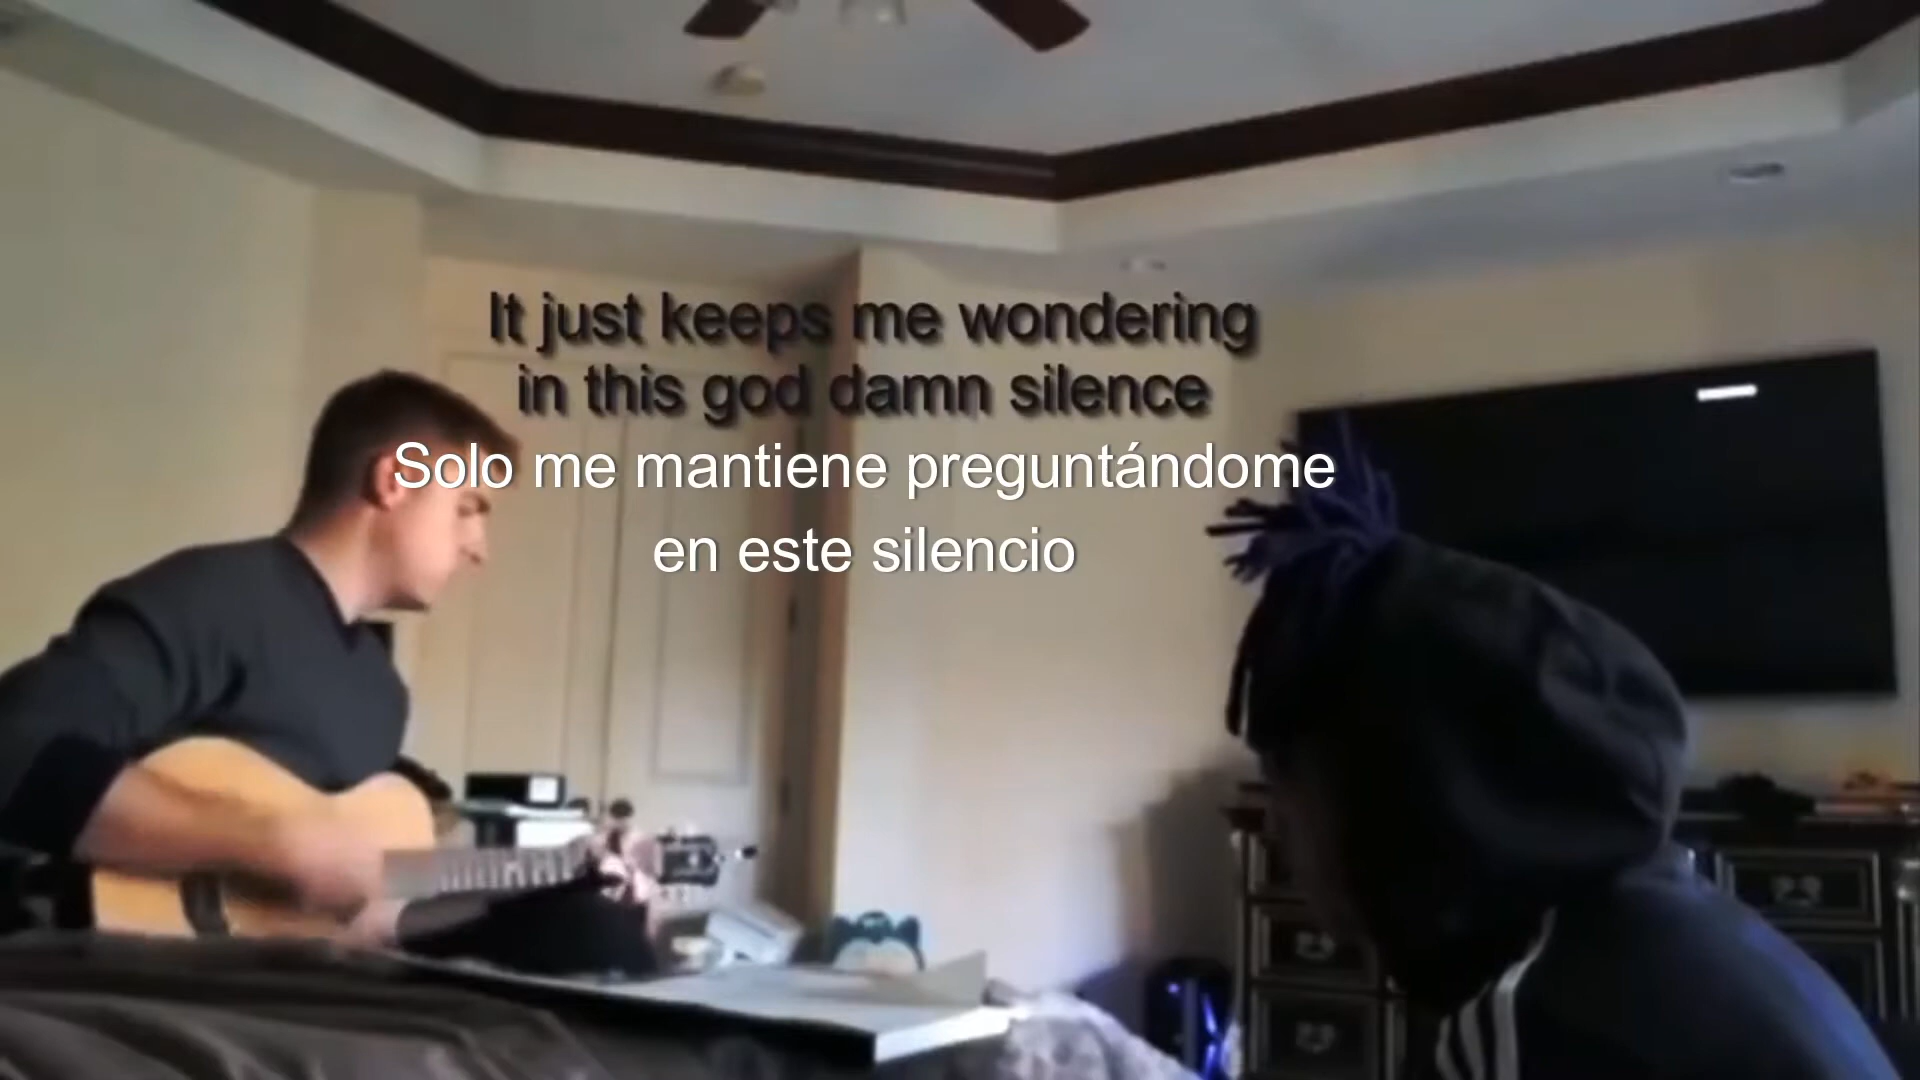 It just keeps me wondering
in this god damn silence
Solo me mantiene preguntándome
en este silencio